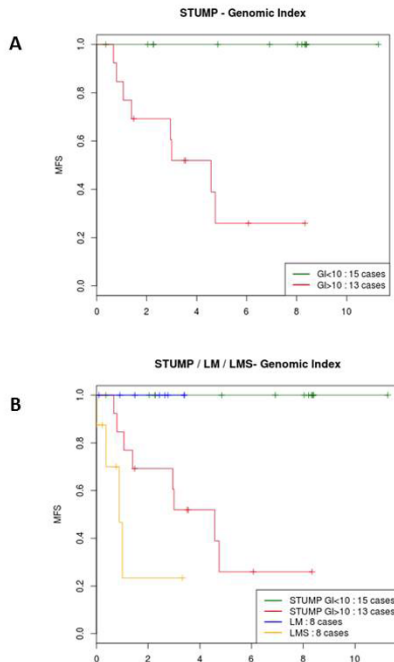 STUMP - Genomic Index
A
1.0
0.8
0.6
0.4
0.2
0.0
MFS
0 2 4 6 8 10
GI<10 : 15 cases
GI>10 : 13 cases
STUMP / LM / LMS- Genomic Index
B
1.0
0.8
0.6
0.4
0.2
0.0
MFS
0 2 4 6 8 10
STUMP GI<10 : 15 cases
STUMP GI>10 : 13 cases
LM : 8 cases
LMS : 8 cases